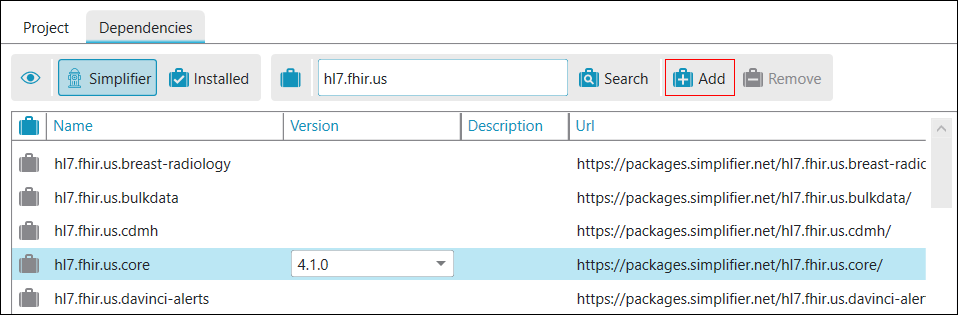 Project Dependencies
Simplifier Installed hl7.fhir.us Search Add Remove
Name Version Description Url
hl7.fhir.us.breast-radiology https://packages.simplifier.net/hl7.fhir.us.breast-radic
hl7.fhir.us.bulkdata https://packages.simplifier.net/hl7.fhir.us.bulkdata/
hl7.fhir.us.cdmh https://packages.simplifier.net/hl7.fhir.us.cdmh/
hl7.fhir.us.core 4.1.0 https://packages.simplifier.net/hl7.fhir.us.core/
hl7.fhir.us.davinci-alerts https://packages.simplifier.net/hl7.fhir.us.davinci-aler